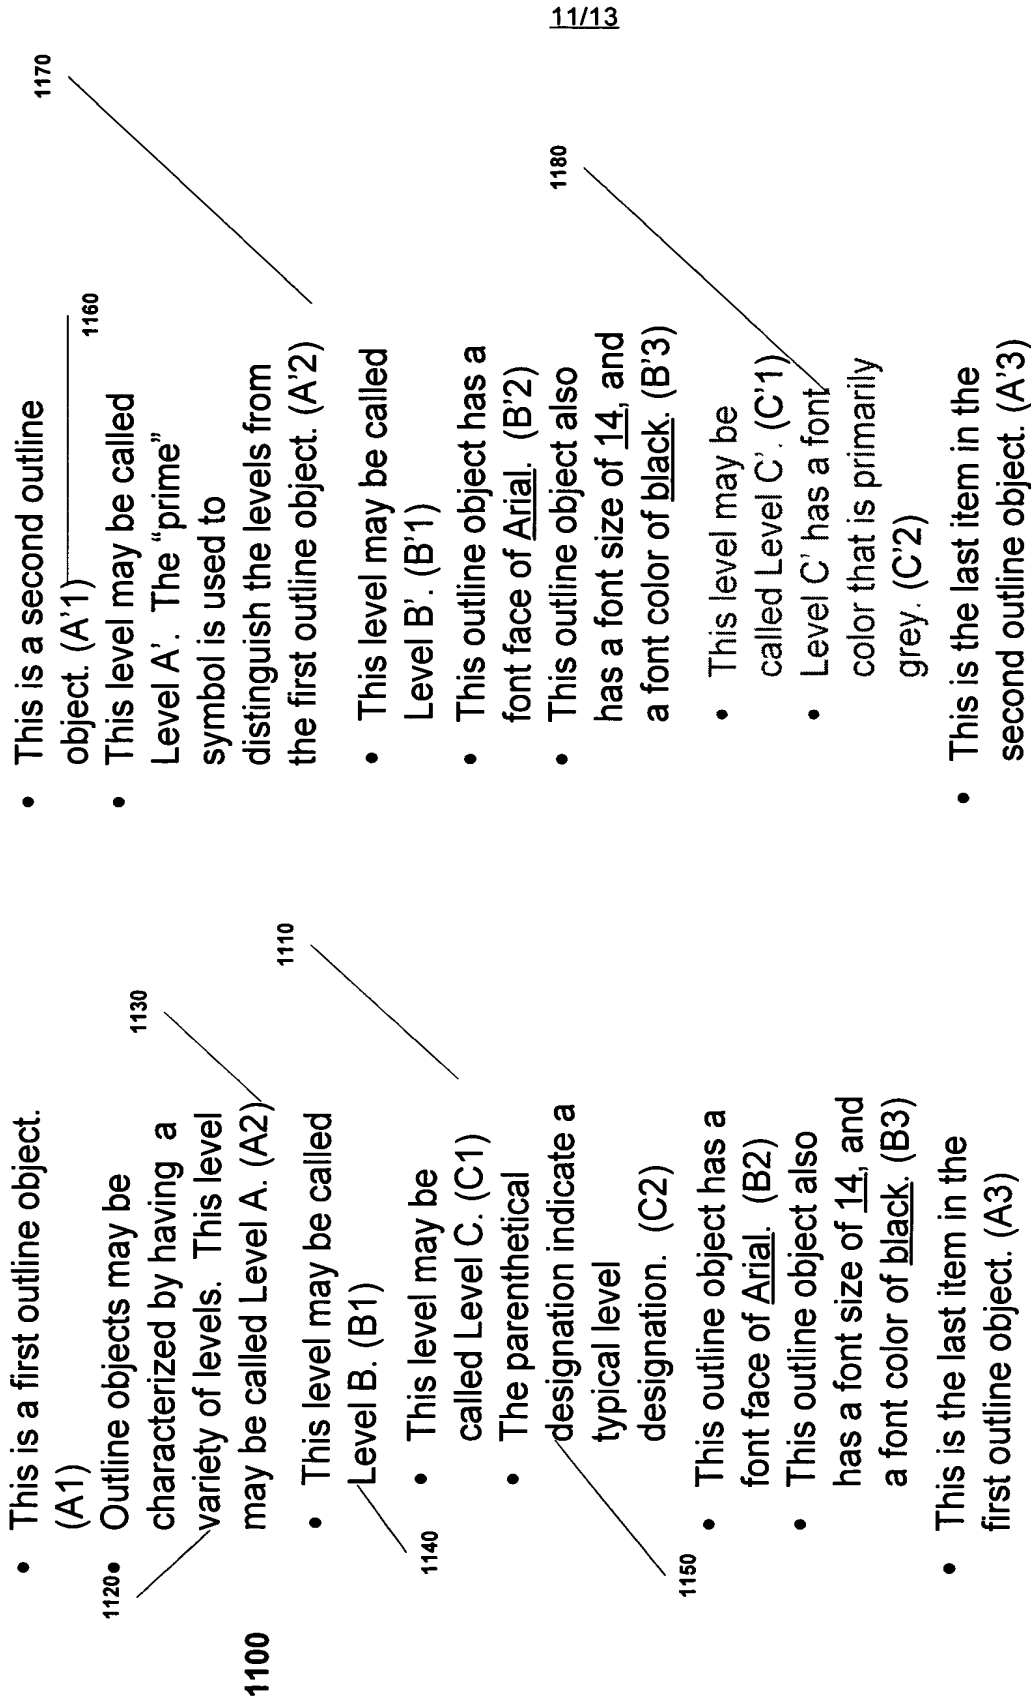 11/13
1100
• This is a first outline object.
(A1)
• Outline objects may be
characterized by having a
variety of levels. This level
may be called Level A. (A2)
• This level may be called
Level B. (B1)
• This level may be
called Level C. (C1)
• The parenthetical
designation indicate a
typical level
designation. (C2)
• This outline object has a
font face of Arial. (B2)
• This outline object also
has a font size of 14, and
a font color of black. (B3)
• This is the last item in the
first outline object. (A3)
1120
1130
1140
1110
1150
• This is a second outline
object. (A'1)
• This level may be called
Level A'. The “prime”
symbol is used to
distinguish the levels from
the first outline object. (A'2)
• This level may be called
Level B'. (B'1)
• This outline object has a
font face of Arial. (B'2)
• This outline object also
has a font size of 14, and
a font color of black. (B'3)
• This level may be
called Level C'. (C'1)
• Level C' has a font
color that is primarily
grey. (C'2)
• This is the last item in the
second outline object. (A'3)
1160
1170
1180